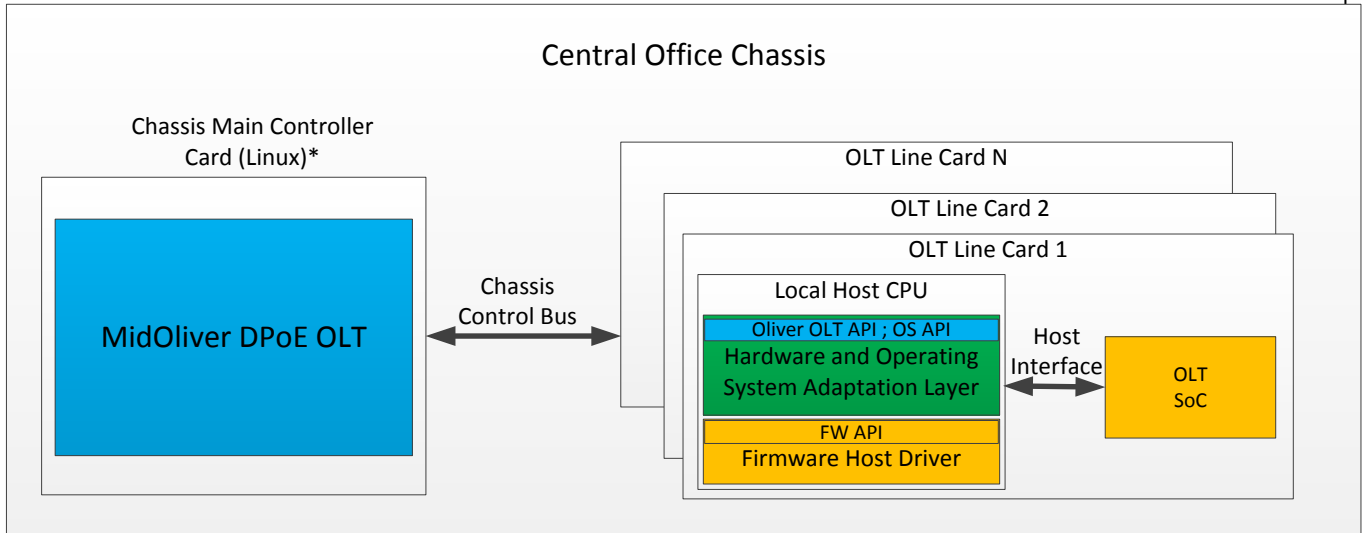 Central Office Chassis
Chassis Main Controller
Card (Linux)*
MidOliver DPoE OLT
Chassis
Control Bus
OLT Line Card N
OLT Line Card 2
OLT Line Card 1
Local Host CPU
Oliver OLT API ; OS API
Hardware and Operating
System Adaptation Layer
FW API
Firmware Host Driver
Host
Interface
OLT
SoC